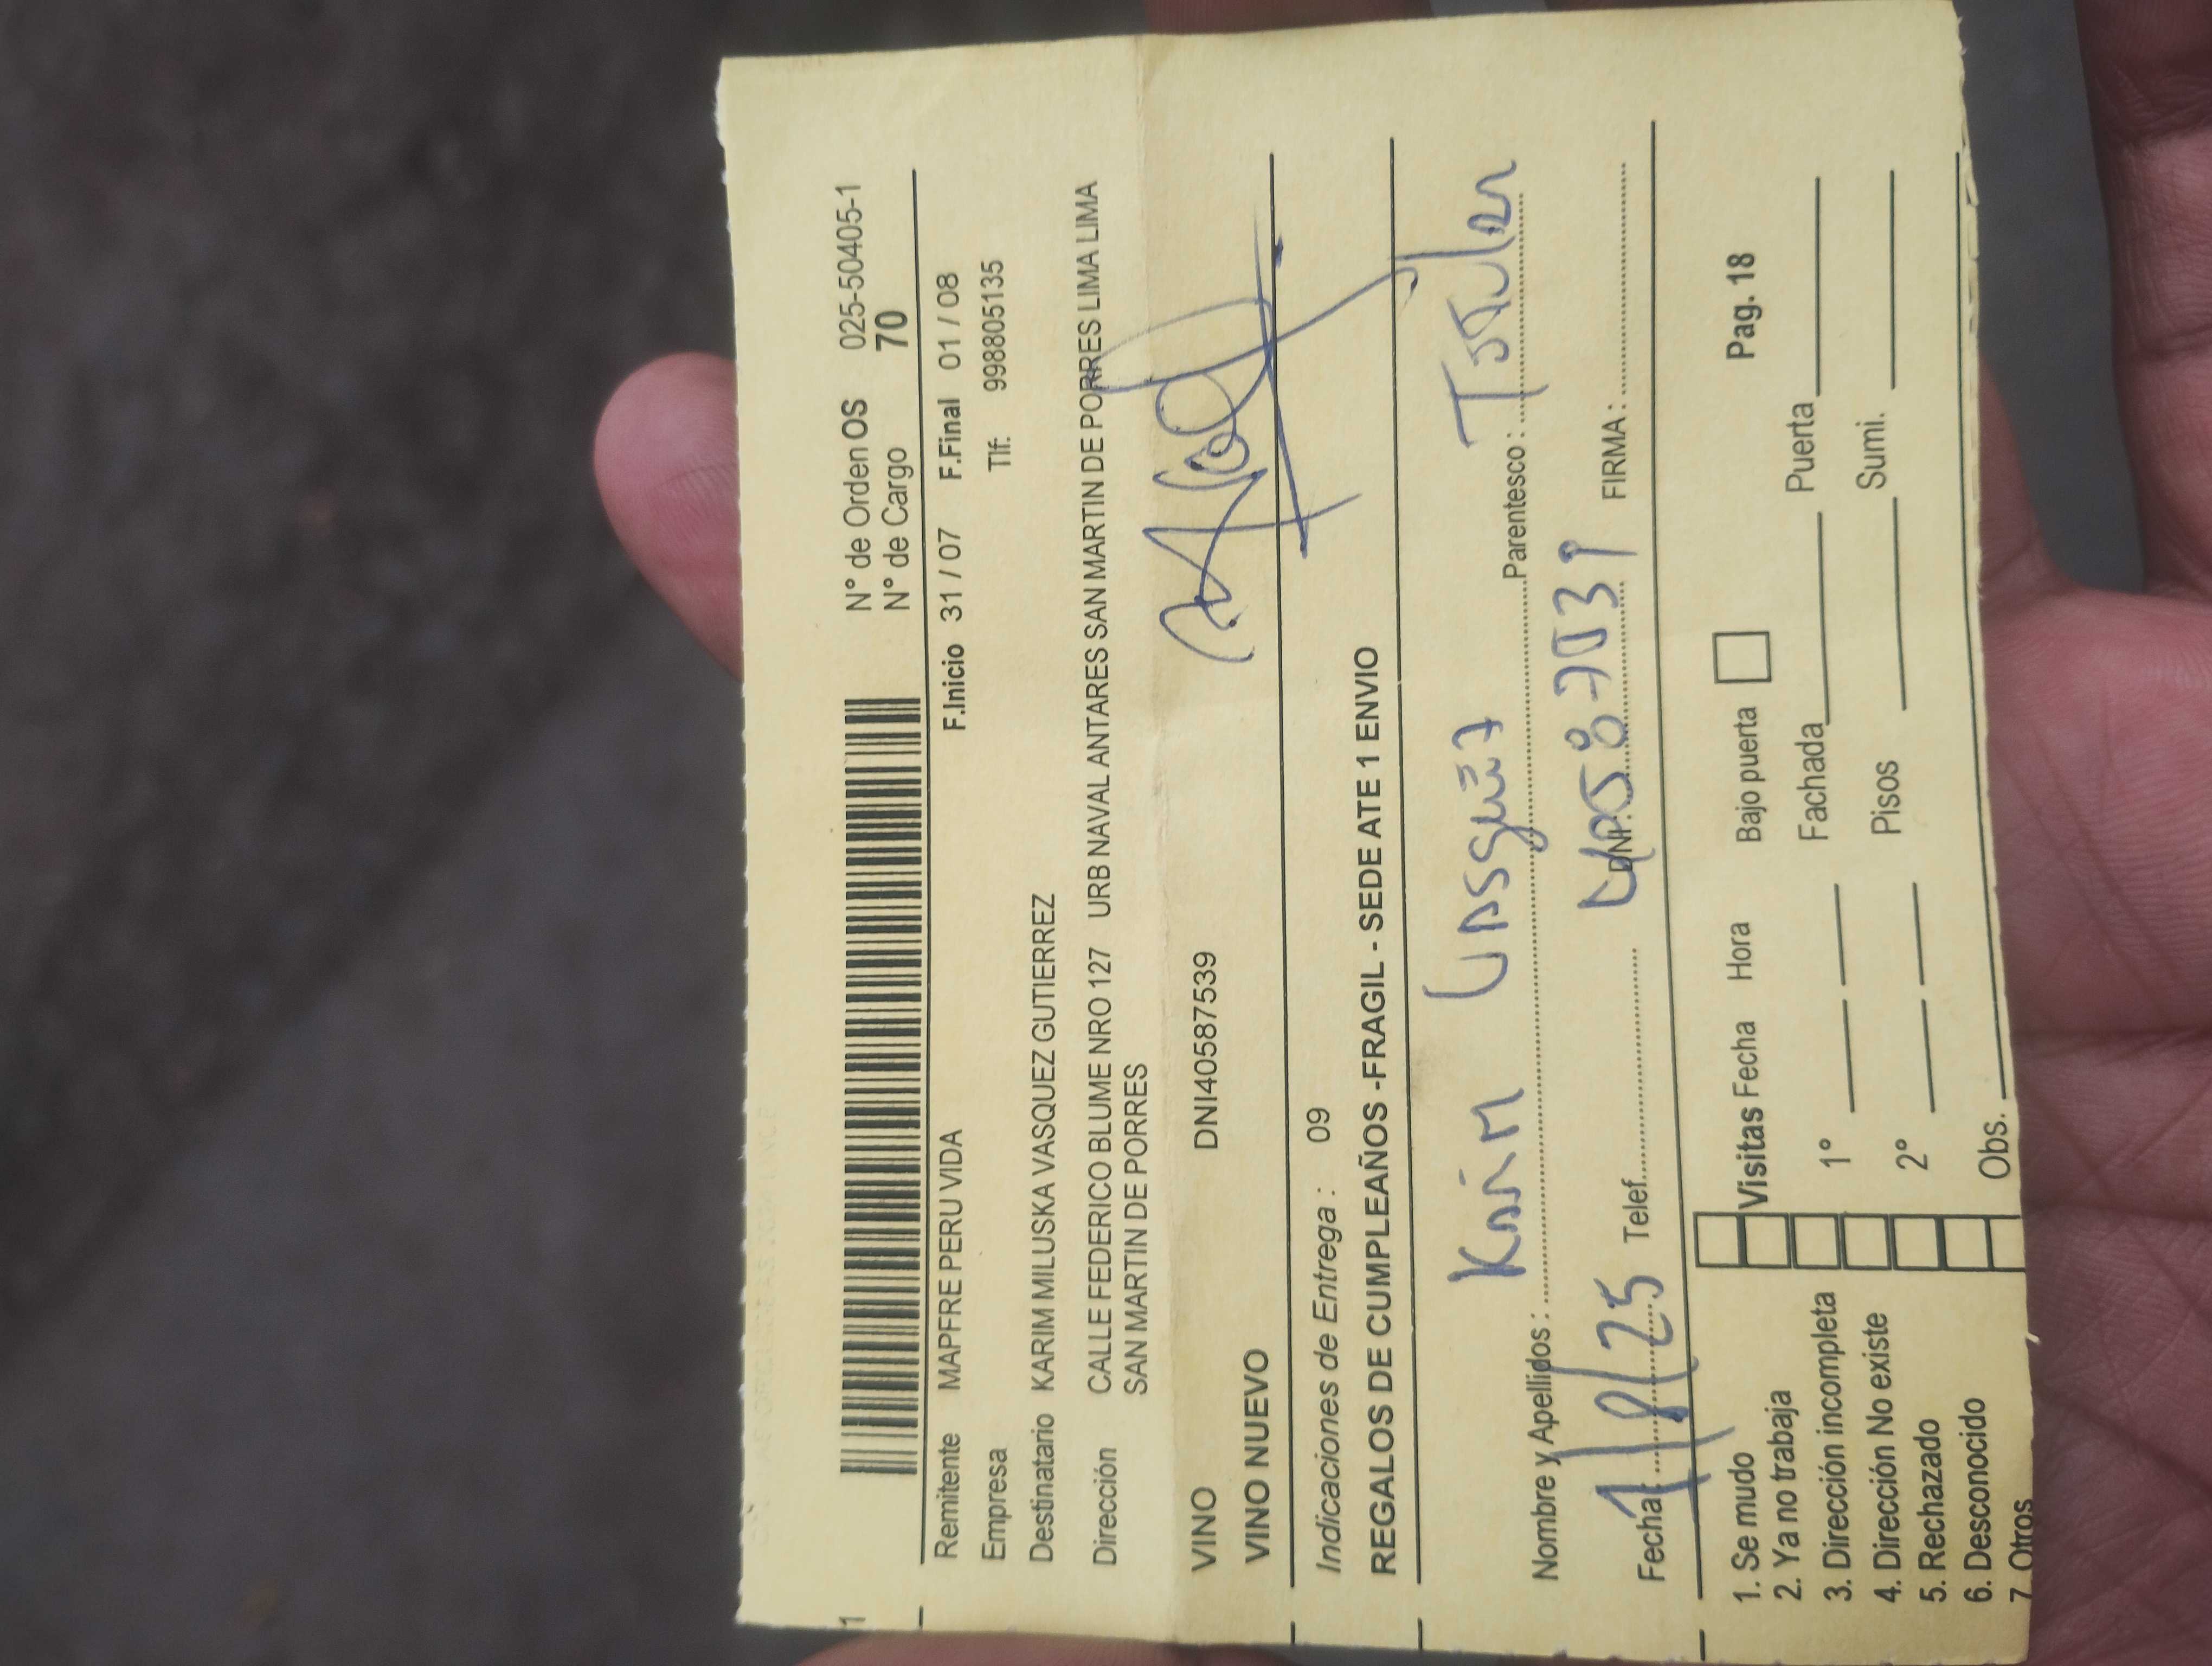 1
N° de Orden OS 025-50405-1
N° de Cargo 70
F.Inicio 31 / 07 F.Final 01 / 08
Remitente MAPFRE PERU VIDA
Empresa Tlf: 998805135
Destinatario KARIM MILUSKA VASQUEZ GUTIERREZ
Dirección CALLE FEDERICO BLUME NRO 127 URB NAVAL ANTARES SAN MARTIN DE PORRES LIMA LIMA
SAN MARTIN DE PORRES
VINO DNI40587539
VINO NUEVO
Indicaciones de Entrega : 09
REGALOS DE CUMPLEAÑOS -FRAGIL - SEDE ATE 1 ENVIO
Nombre y Apellidos : Karim Vasquez Parentesco : Titular
Fecha: 1/8/25 Telef. DNI. FIRMA :
1. Se mudo
2. Ya no trabaja
3. Dirección incompleta
4. Dirección No existe
5. Rechazado
6. Desconocido
7. Otros
Visitas Fecha Hora Bajo puerta Pag. 18
1° Fachada Puerta
2° Pisos Sumi.
Obs.